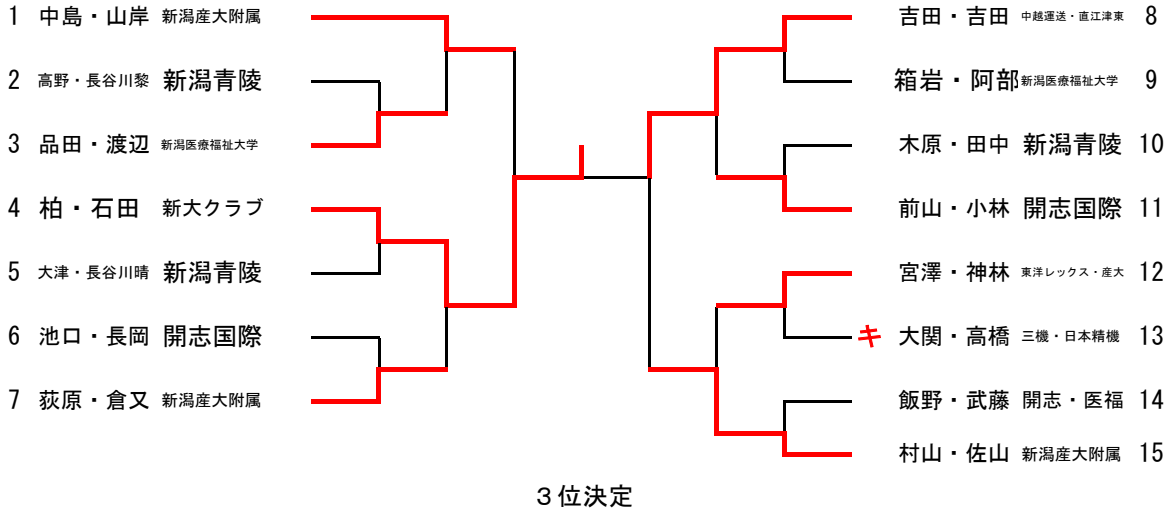 1 中島・山岸 新潟産大附属
2 高野・長谷川黎 新潟青陵
3 品田・渡辺 新潟医療福祉大学
4 柏・石田 新大クラブ
5 大津・長谷川晴 新潟青陵
6 池口・長岡 開志国際
7 荻原・倉又 新潟産大附属
吉田・吉田 中越運送・直江津東 8
箱岩・阿部 新潟医療福祉大学 9
木原・田中 新潟青陵 10
前山・小林 開志国際 11
宮澤・神林 東洋レックス・産大 12
キ 大関・高橋 三機・日本精機 13
飯野・武藤 開志・医福 14
村山・佐山 新潟産大附属 15
３位決定